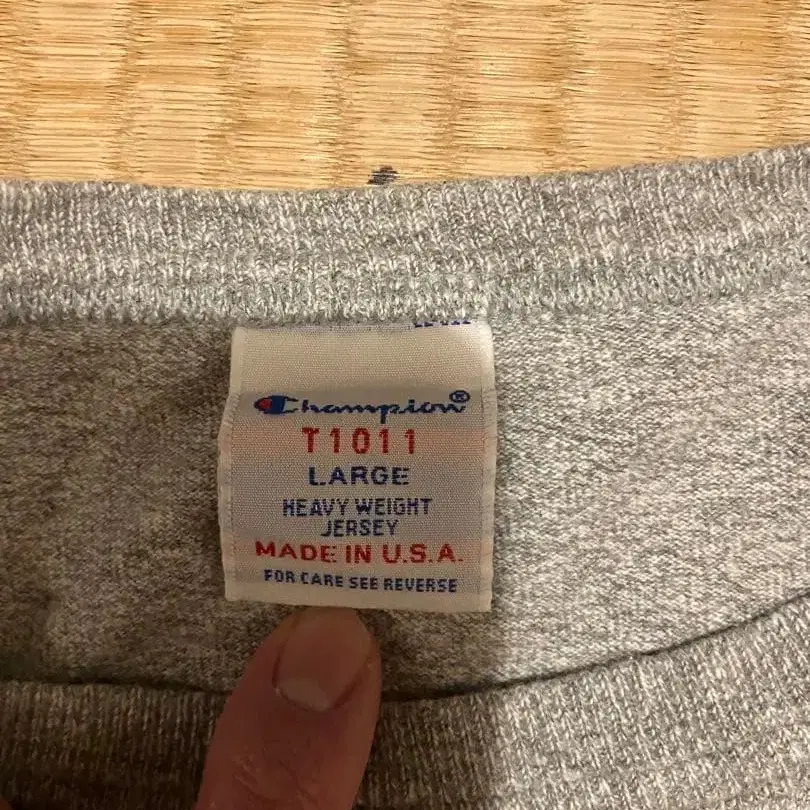 Champion®
T1011
LARGE
HEAVY WEIGHT
JERSEY
MADE IN U.S.A.
FOR CARE SEE REVERSE